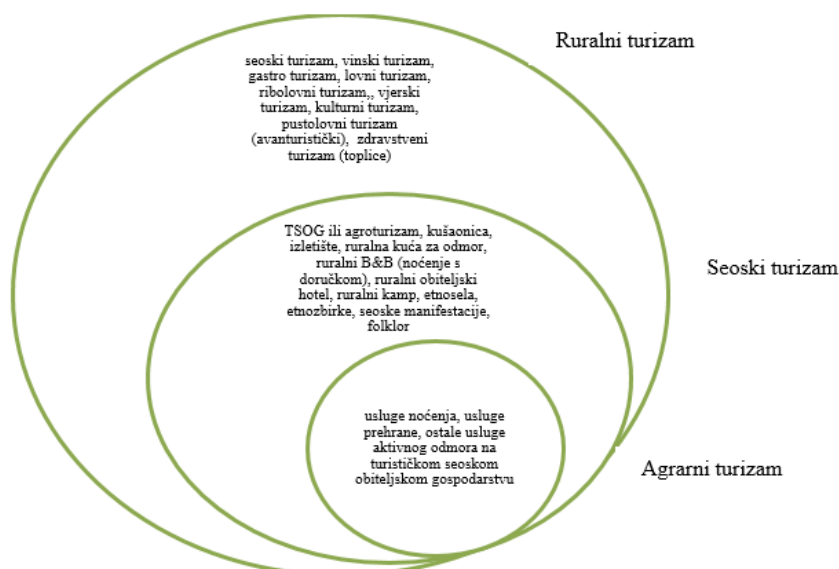 Ruralni turizam
seoski turizam, vinski turizam,
gastro turizam, lovni turizam,
ribolovni turizam,, vjerski
turizam, kulturni turizam,
pustolovni turizam
(avanturistički), zdravstveni
turizam (toplice)
Seoski turizam
TSOG ili agroturizam, kušaonica,
izletište, ruralna kuća za odmor,
ruralni B&B (noćenje s
doručkom), ruralni obiteljski
hotel, ruralni kamp, etnosela,
etnozbirke, seoske manifestacije,
folklor
Agrarni turizam
usluge noćenja, usluge
prehrane, ostale usluge
aktivnog odmora na
turističkom seoskom
obiteljskom gospodarstvu